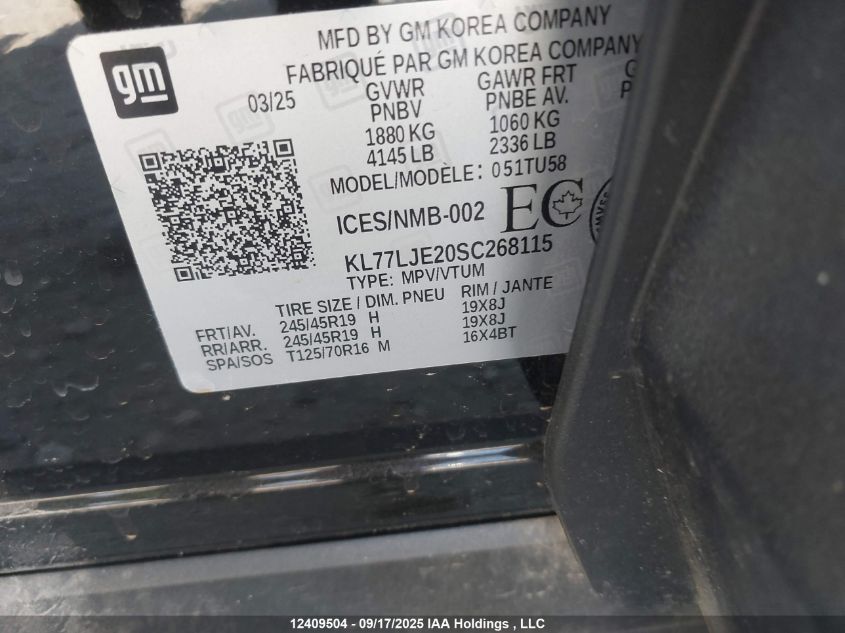 MFD BY GM KOREA COMPANY
FABRIQUÉ PAR GM KOREA COMPANY
gm
03/25 GVWR GAWR FRT
PNBV PNBE AV.
1880 KG 1060 KG
4145 LB 2336 LB
MODEL/MODÈLE: 051TU58
ICES/NMB-002 EC
KL77LJE20SC268115
TYPE: MPV/VTUM
TIRE SIZE / DIM. PNEU RIM / JANTE
FRT/AV. 245/45R19 H 19X8J
RR/ARR. 245/45R19 H 19X8J
SPA/SOS T125/70R16 M 16X4BT
12409504 - 09/17/2025 IAA Holdings , LLC